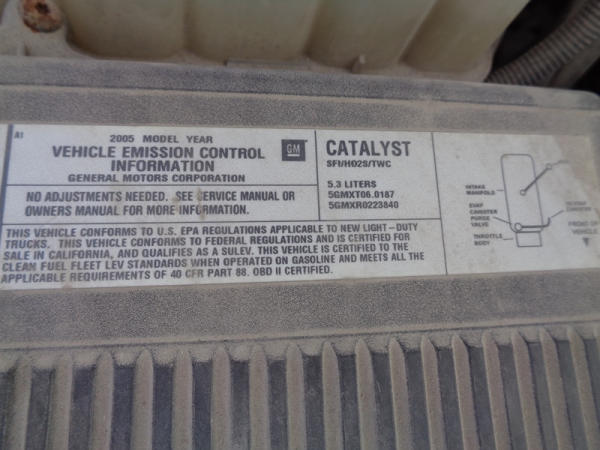 A1
2005 MODEL YEAR
VEHICLE EMISSION CONTROL
INFORMATION
GENERAL MOTORS CORPORATION
GM
NO ADJUSTMENTS NEEDED. SEE SERVICE MANUAL OR
OWNERS MANUAL FOR MORE INFORMATION.
CATALYST
SFI/HO2S/TWC
5.3 LITERS
5GMXT06.0187
5GMXR0223840
THIS VEHICLE CONFORMS TO U.S. EPA REGULATIONS APPLICABLE TO NEW LIGHT-DUTY
TRUCKS. THIS VEHICLE CONFORMS TO FEDERAL REGULATIONS AND IS CERTIFIED FOR
SALE IN CALIFORNIA, AND QUALIFIES AS A SULEV. THIS VEHICLE IS CERTIFIED TO
CLEAN FUEL FLEET LEV STANDARDS WHEN OPERATED ON GASOLINE AND MEETS ALL THE
APPLICABLE REQUIREMENTS OF 40 CFR PART 88. OBD II CERTIFIED.
INTAKE
MANIFOLD
EVAP
CANISTER
PURGE
VALVE
THROTTLE
BODY
CANISTER
FRONT OF
VEHICLE